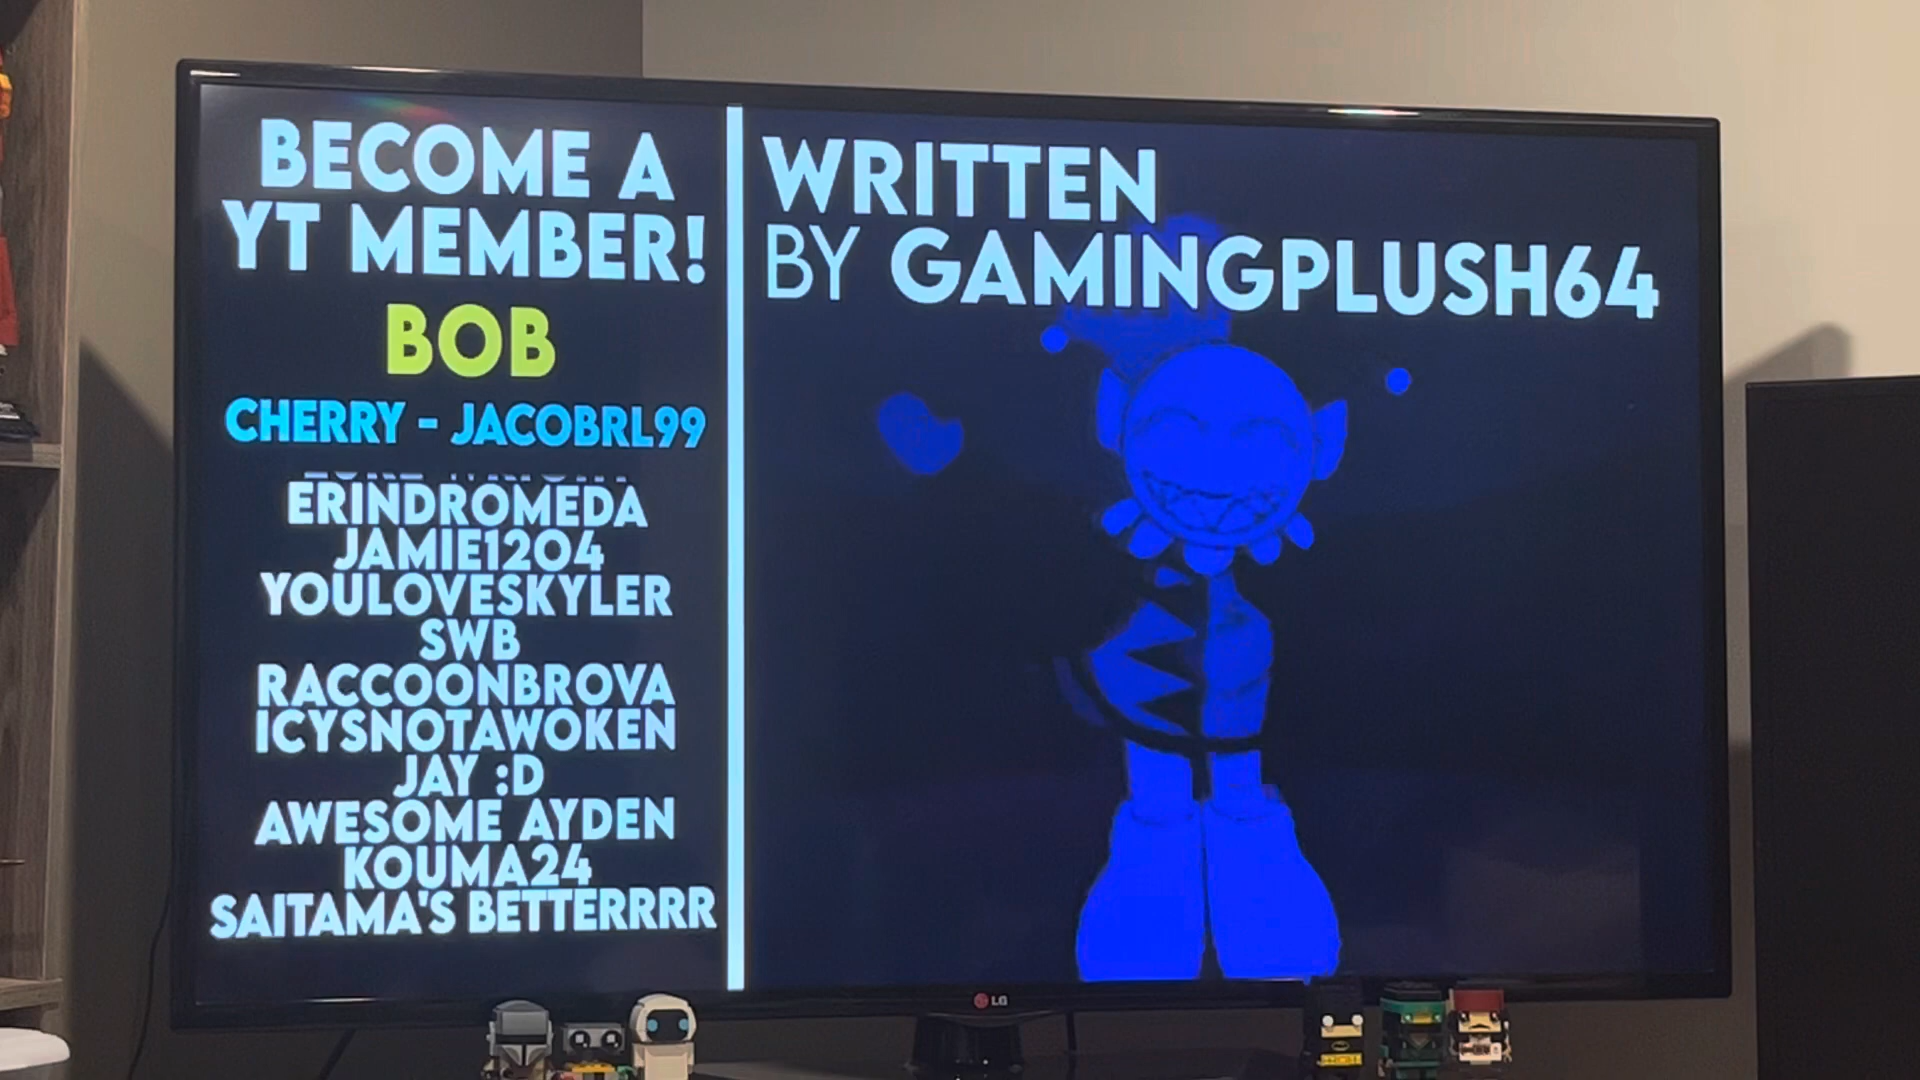 BECOME A
YT MEMBER!
BOB
CHERRY - JACOBRL99
ERINDROMEDA
JAMIE1204
YOULOVESKYLER
SWB
RACCOONBROVA
ICYSNOTAWOKEN
JAY :D
AWESOME AYDEN
KOUMA24
SAITAMA'S BETTERRRR
WRITTEN
BY GAMINGPLUSH64
LG